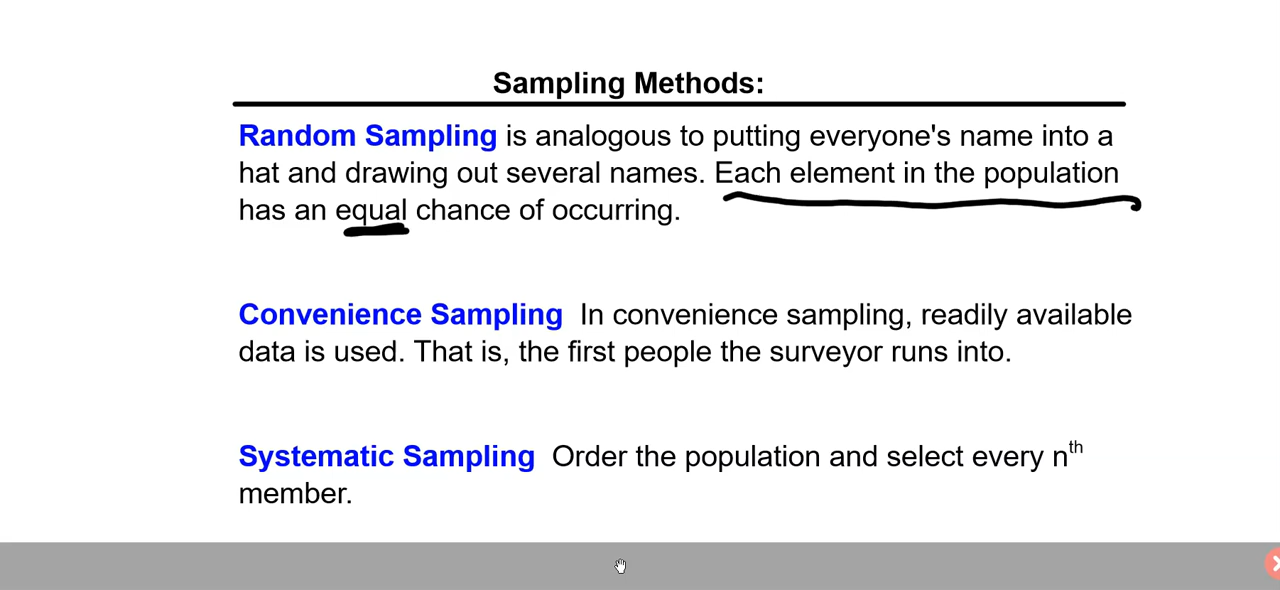 Sampling Methods:
Random Sampling is analogous to putting everyone's name into a
hat and drawing out several names. Each element in the population
has an equal chance of occurring.
Convenience Sampling  In convenience sampling, readily available
data is used. That is, the first people the surveyor runs into.
Systematic Sampling  Order the population and select every nth
member.